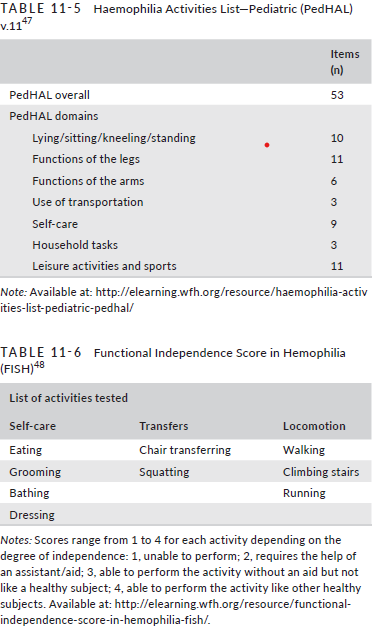 TABLE 11-5 Haemophilia Activities List—Pediatric (PedHAL)
v.1147
Items
(n)
PedHAL overall 53
PedHAL domains
Lying/sitting/kneeling/standing 10
Functions of the legs 11
Functions of the arms 6
Use of transportation 3
Self-care 9
Household tasks 3
Leisure activities and sports 11
Note: Available at: http://elearning.wfh.org/resource/haemophilia-activ
ities-list-pediatric-pedhal/
TABLE 11-6 Functional Independence Score in Hemophilia
(FISH)48
List of activities tested
Self-care Transfers Locomotion
Eating Chair transferring Walking
Grooming Squatting Climbing stairs
Bathing Running
Dressing
Notes: Scores range from 1 to 4 for each activity depending on the
degree of independence: 1, unable to perform; 2, requires the help of
an assistant/aid; 3, able to perform the activity without an aid but not
like a healthy subject; 4, able to perform the activity like other healthy
subjects. Available at: http://elearning.wfh.org/resource/functional-
independence-score-in-hemophilia-fish/.